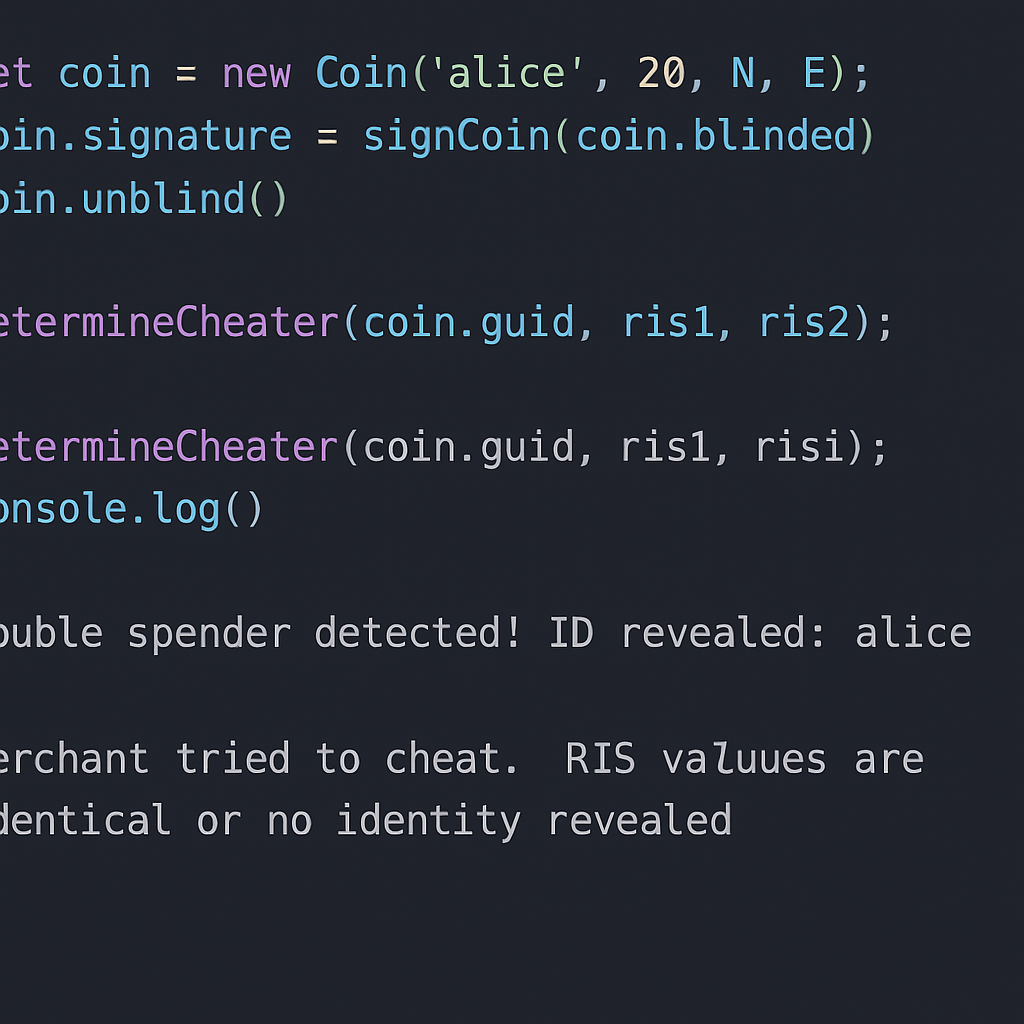 et coin = new Coin('alice', 20, N, E);
oin.signature = signCoin(coin.blinded)
oin.unblind()
etermineCheater(coin.guid, ris1, ris2);
etermineCheater(coin.guid, ris1, risi);
onsole.log()
ouble spender detected! ID revealed: alice
erchant tried to cheat.  RIS valuues are
dentical or no identity revealed